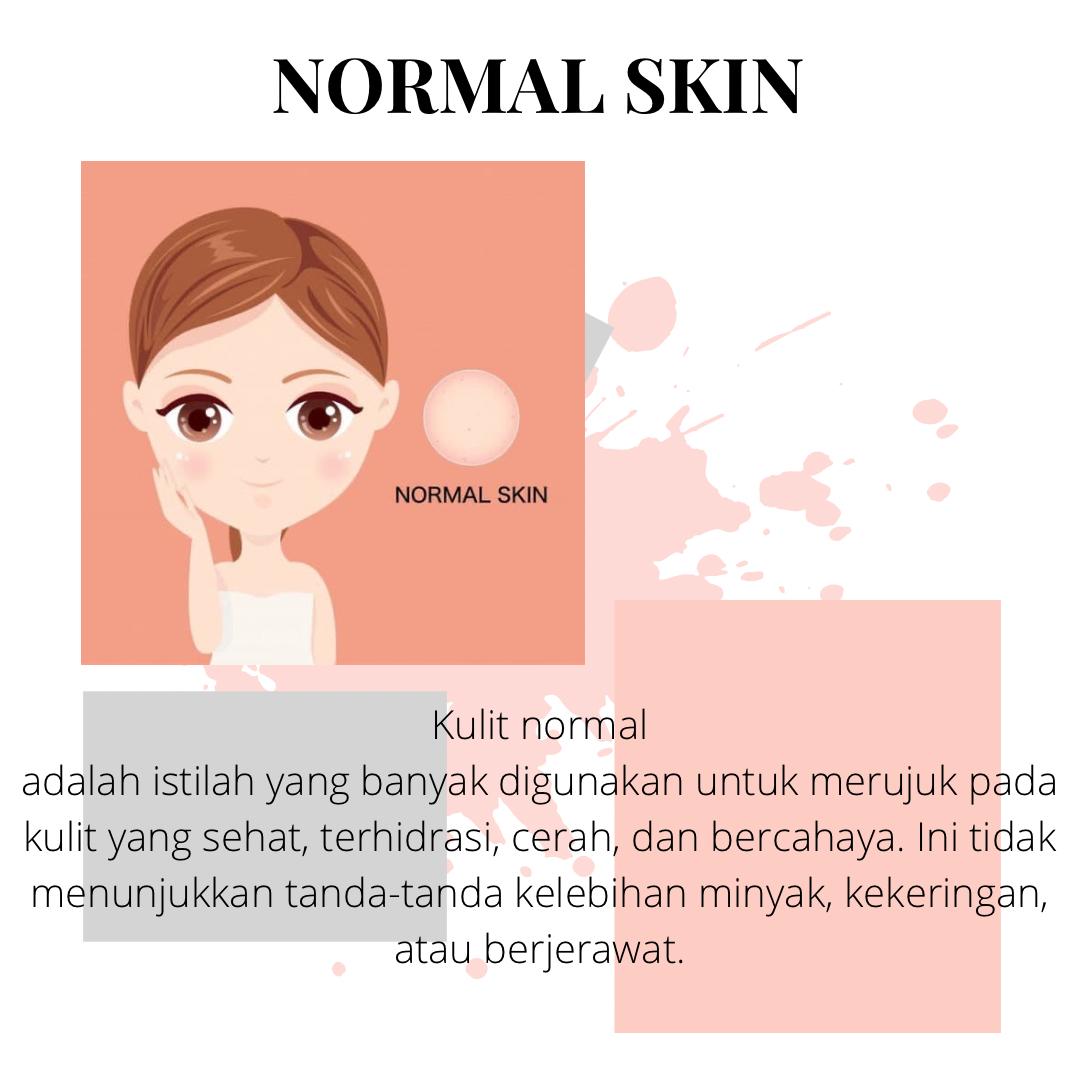 NORMAL SKIN
NORMAL SKIN
Kulit normal
adalah istilah yang banyak digunakan untuk merujuk pada
kulit yang sehat, terhidrasi, cerah, dan bercahaya. Ini tidak
menunjukkan tanda-tanda kelebihan minyak, kekeringan,
atau berjerawat.